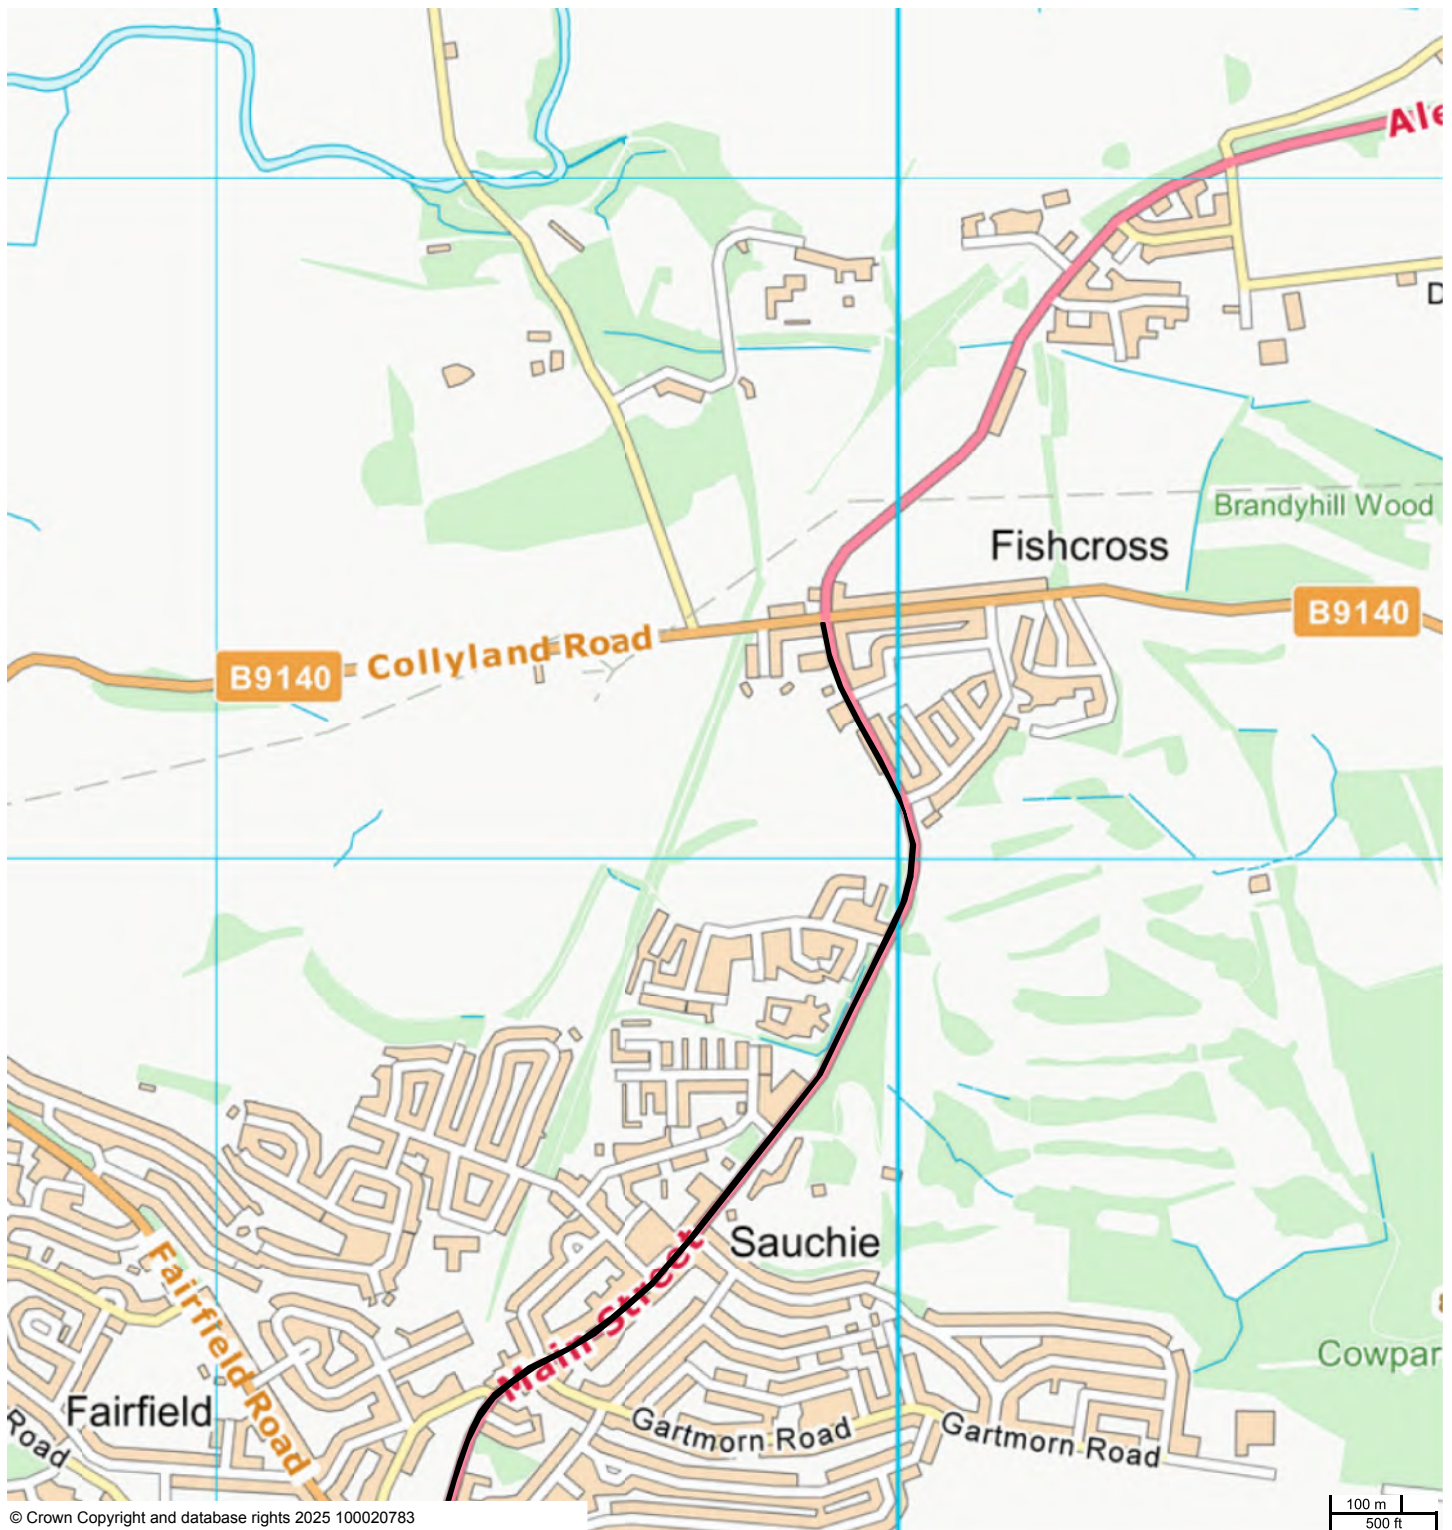 Ale
D
Brandyhill Wood
Fishcross
B9140
Collyland Road
B9140
Sauchie
Main Street
Fairfield Road
Cowpar
Fairfield
Road
Gartmorn Road
Gartmorn Road
100 m
500 ft
© Crown Copyright and database rights 2025 100020783